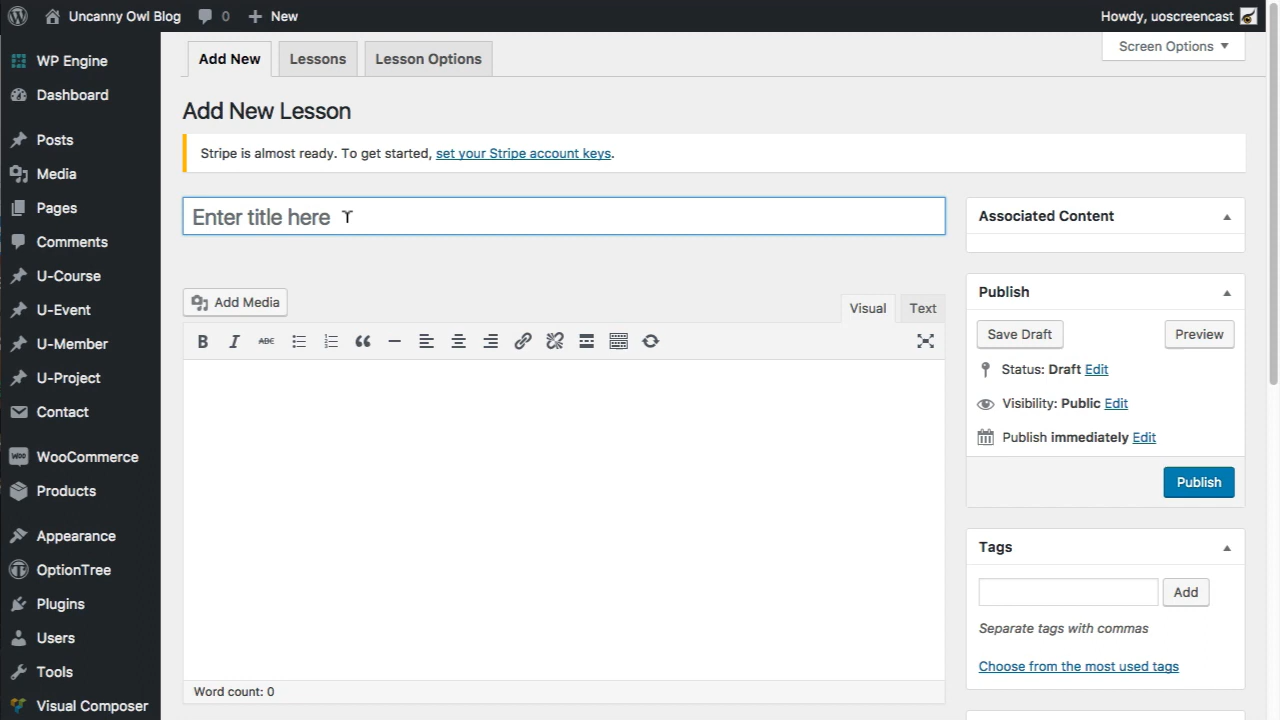 Uncanny Owl Blog 0 New Howdy, uoscreencast
WP Engine
Dashboard
Posts
Media
Pages
Comments
U-Course
U-Event
U-Member
U-Project
Contact
WOO WooCommerce
Products
Appearance
OptionTree
Plugins
Users
Tools
Visual Composer
Add New Lessons Lesson Options
Screen Options
Add New Lesson
Stripe is almost ready. To get started, set your Stripe account keys.
Enter title here
Add Media
Visual Text
B I ABC
Word count: 0
Associated Content
Publish
Save Draft Preview
Status: Draft Edit
Visibility: Public Edit
Publish immediately Edit
Publish
Tags
Add
Separate tags with commas
Choose from the most used tags